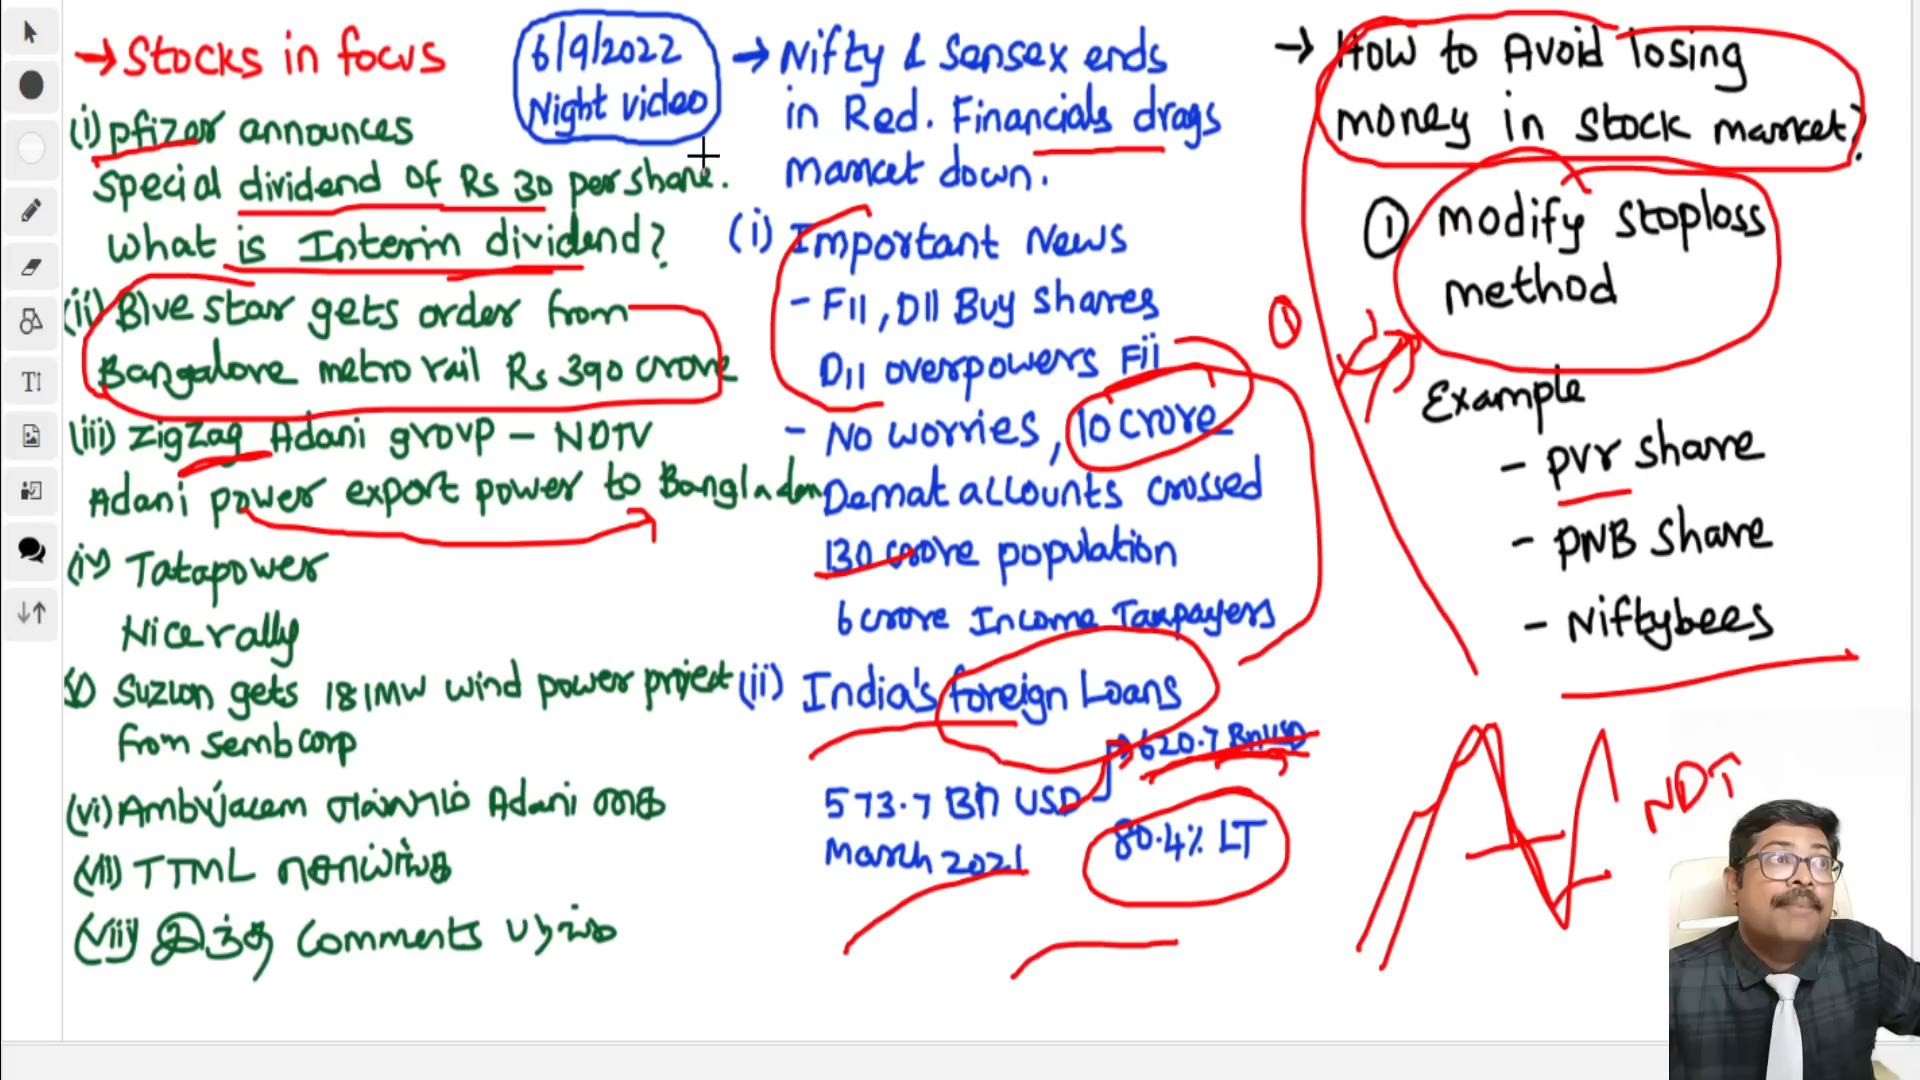 → Stocks in focus
(i) pfizer announces
special dividend of Rs 30 per share.
What is Interim dividend?
(ii) Blue star gets order from
Bangalore metro rail Rs 390 crore
(iii) zigzag Adani group - NDTV
Adani power export power to
(iv) Tatapower
Nice rally
(v) Suzlon gets 181MW wind power project
from sembcorp
(vi) Ambujacem Adani
(vii) TTML
(viii) இந்த comments
6/9/2022
Night video
→ Nifty & Sensex ends
in Red. Financials drags
market down.
(i) Important News
- FII, DII Buy shares
DII overpowers Fii
- No worries, 10 crore
Demat accounts crossed
130 crore population
6 crore Income Taxpayers
(ii) India's foreign Loans
→ 620.7 Bn USD
573.7 Bn USD
March 2021
80.4% LT
→ How to Avoid losing
money in stock market?
① modify stoploss
method
①
Example
- pvr share
- PNB share
- Niftybees
NDT
TI